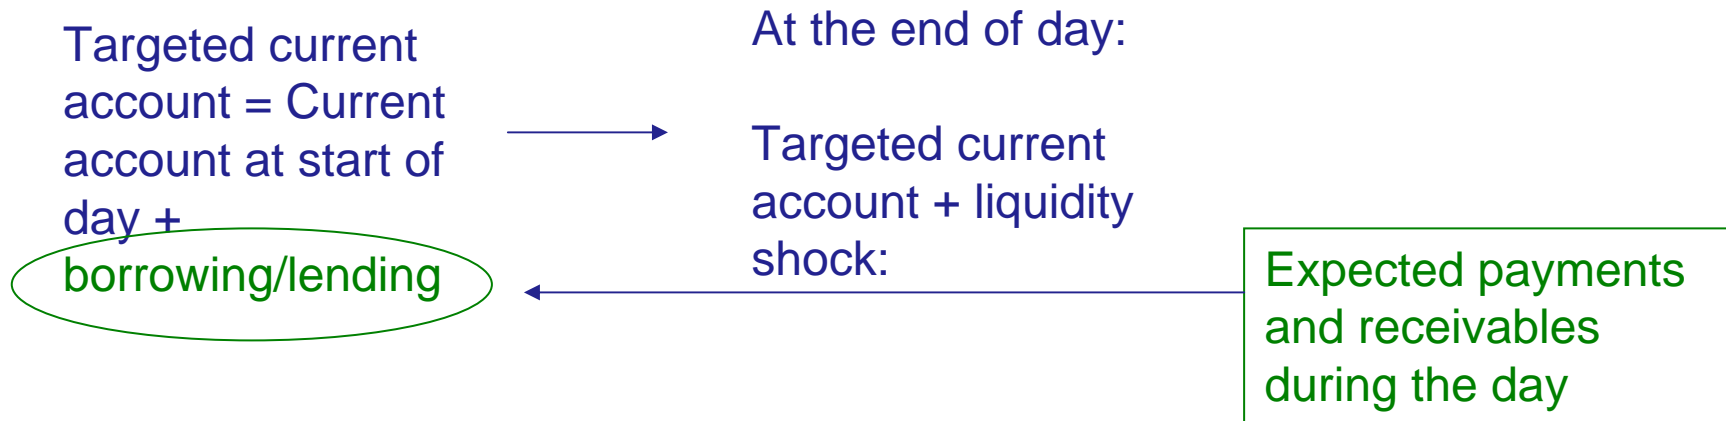 Targeted current
account = Current
account at start of
day +
borrowing/lending
At the end of day:
Targeted current
account + liquidity
shock:
Expected payments
and receivables
during the day